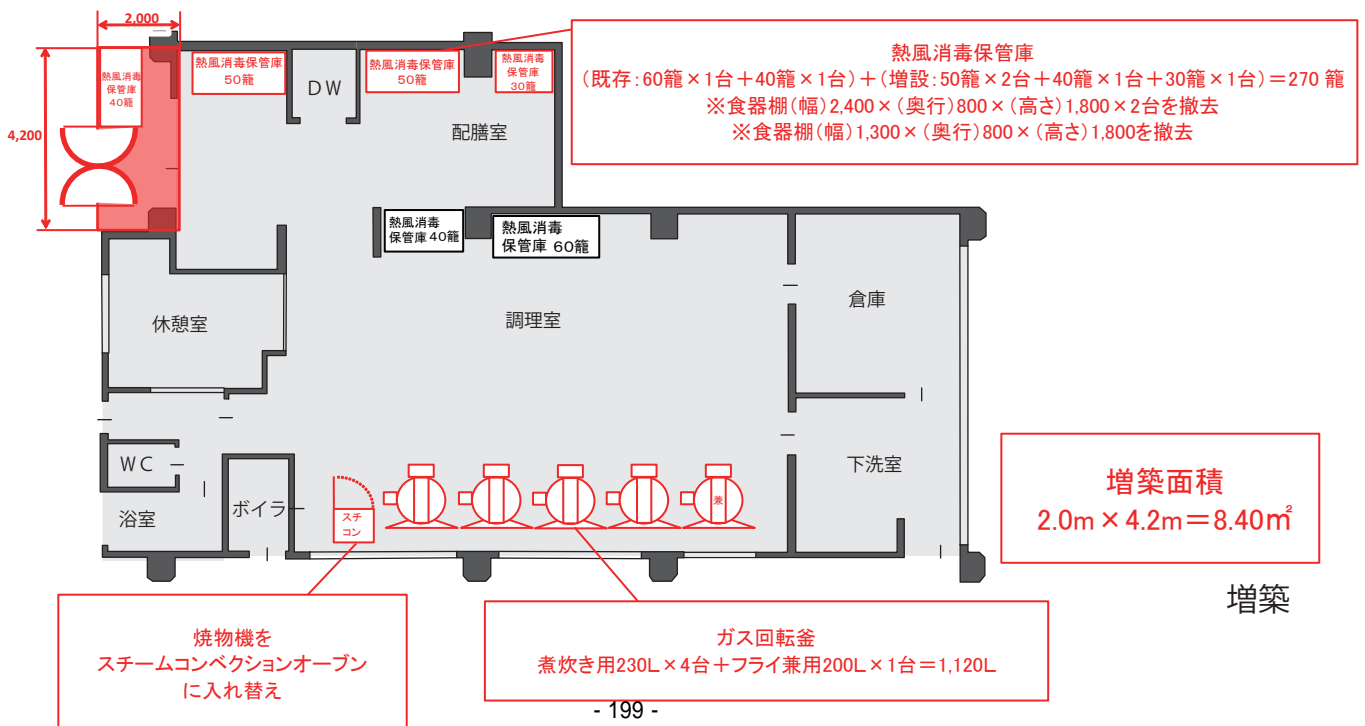 2,000
4,200
熱風消毒
保管庫
40籠
熱風消毒保管庫
50籠
DW
熱風消毒保管庫
50籠
熱風消毒
保管庫
30籠
熱風消毒保管庫
(既存:60籠×1台+40籠×1台)+(増設:50籠×2台+40籠×1台+30籠×1台)=270 籠
※食器棚(幅)2,400×(奥行)800×(高さ)1,800×2台を撤去
※食器棚(幅)1,300×(奥行)800×(高さ)1,800を撤去
配膳室
熱風消毒
保管庫 40籠
熱風消毒
保管庫 60籠
休憩室
調理室
倉庫
WC
浴室
ボイラー
スチ
コン
兼
下洗室
増築面積
2.0m×4.2m=8.40㎡
増築
焼物機を
スチームコンベクションオーブン
に入れ替え
ガス回転釜
煮炊き用230L×4台+フライ兼用200L×1台=1,120L
- 199 -